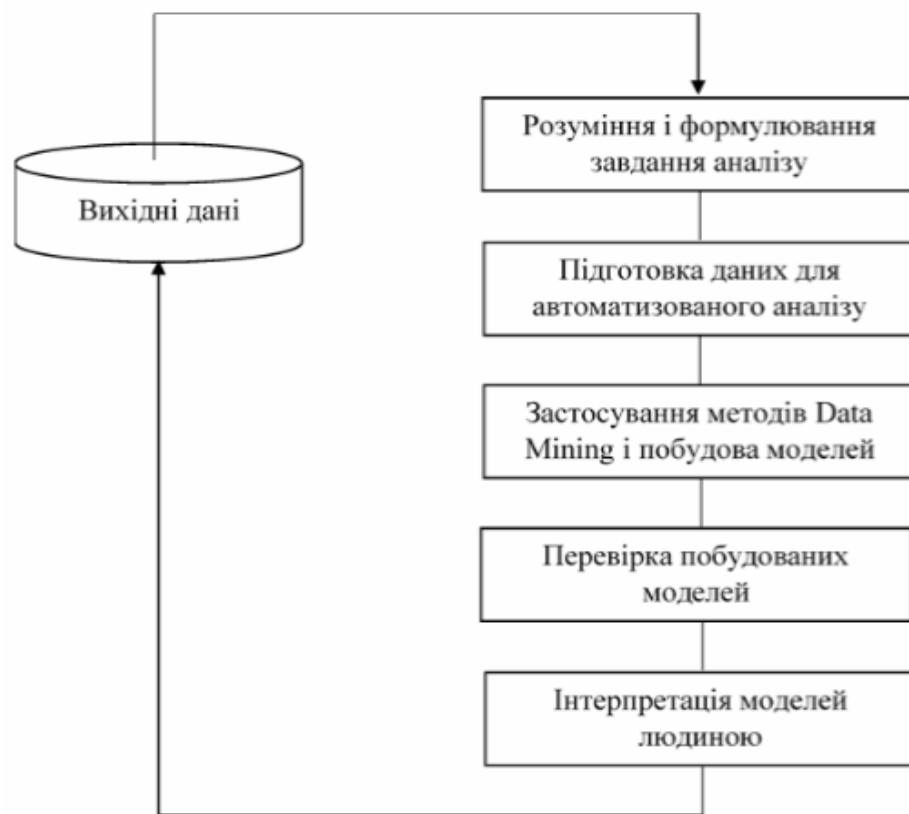 Розуміння і формулювання
завдання аналізу
Вихідні дані
Підготовка даних для
автоматизованого аналізу
Застосування методів Data
Mining і побудова моделей
Перевірка побудованих
моделей
Інтерпретація моделей
людиною